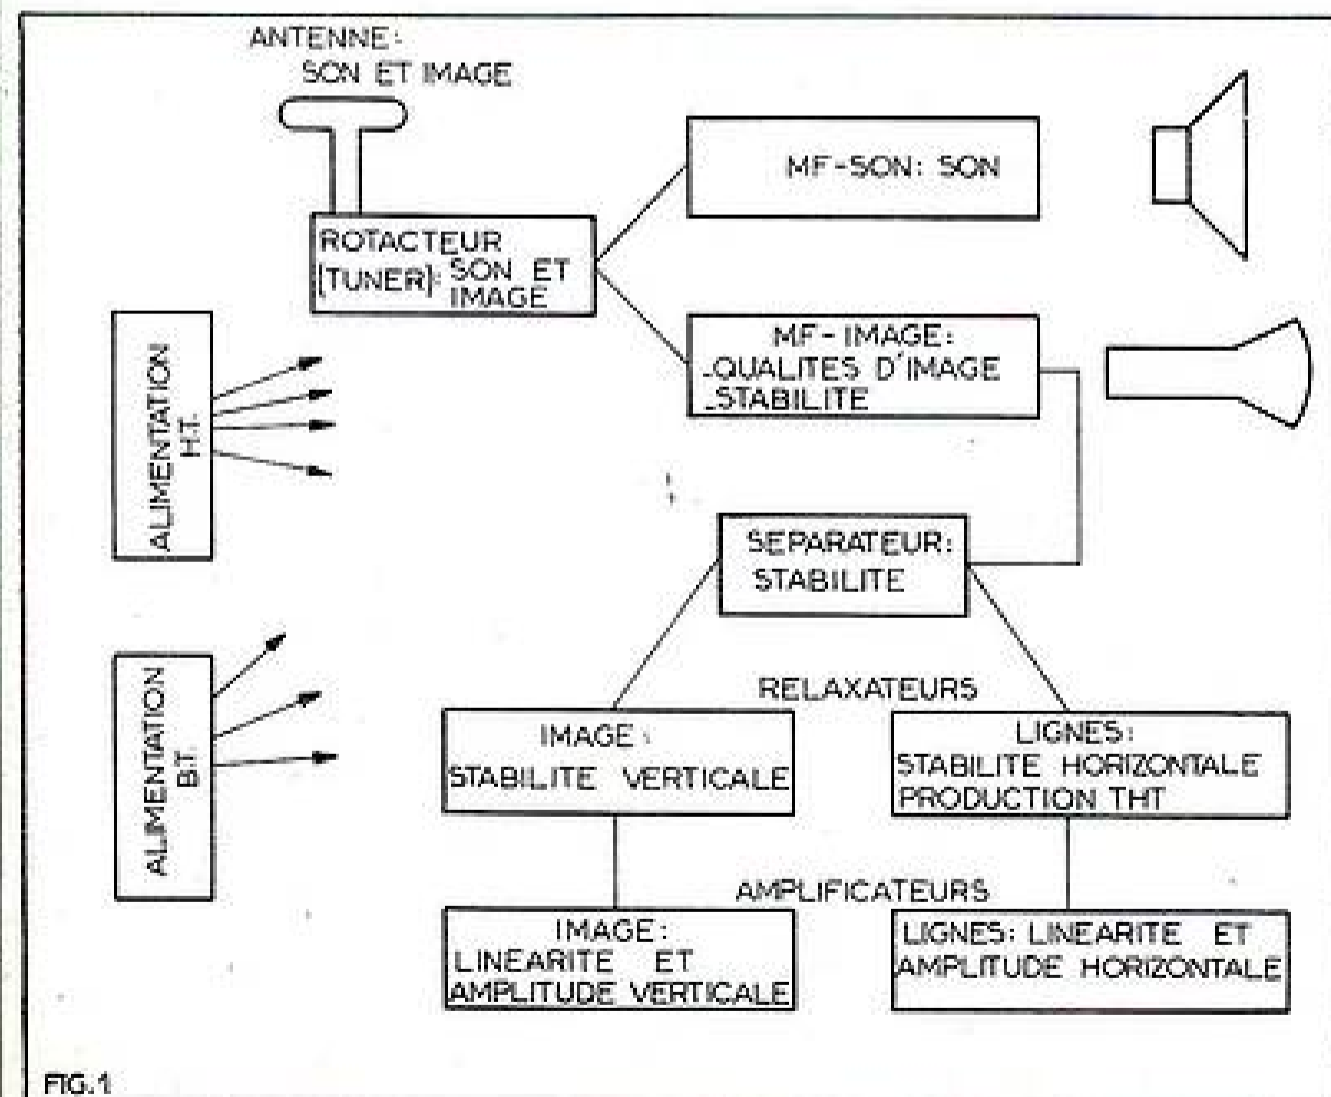 ANTENNE:
SON ET IMAGE
MF-SON: SON
ROTACTEUR
[TUNER]: SON ET
IMAGE
MF-IMAGE:
-QUALITES D'IMAGE
-STABILITE
ALIMENTATION
H.T.
SEPARATEUR:
STABILITE
ALIMENTATION
B.T.
RELAXATEURS
IMAGE:
STABILITE VERTICALE
LIGNES:
STABILITE HORIZONTALE
PRODUCTION THT
AMPLIFICATEURS
IMAGE:
LINEARITE ET
AMPLITUDE VERTICALE
LIGNES: LINEARITE ET
AMPLITUDE HORIZONTALE
FIG.1